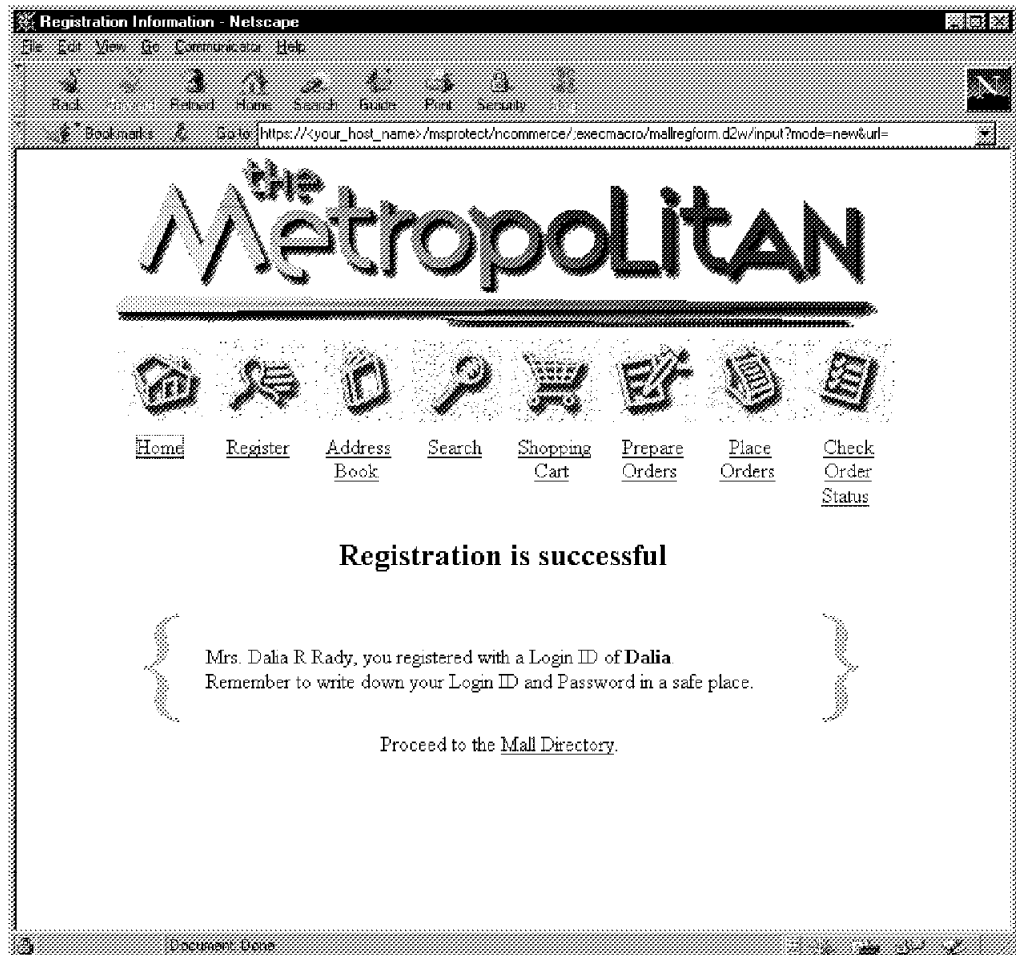 Registration Information - Netscape
File Edit View Go Communicator Help
Back Forward Reload Home Search Guide Print Security Stop
Bookmarks Go to: https://<your_host_name>/msprotect/ncommerce/;execmacro/mallregform.d2w/input?mode=new&url=
N
the
MetropoLitAN
Home Register Address Search Shopping Prepare Place Check
Book Cart Orders Orders Order
Status
Registration is successful
Mrs. Dalia R Rady, you registered with a Login ID of Dalia.
Remember to write down your Login ID and Password in a safe place.
Proceed to the Mall Directory.
Document: Done